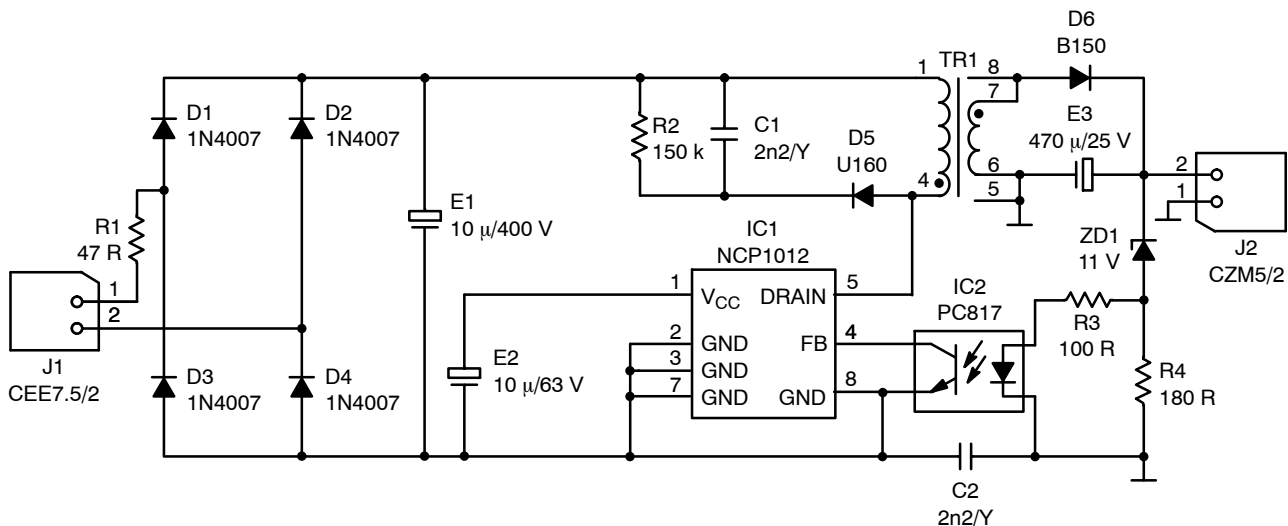 D6
B150
TR1
1
8
7
D1
1N4007
D2
1N4007
R2
150 k
C1
2n2/Y
D5
U160
E3
470 μ/25 V
4
6
5
2
1
R1
47 R
E1
10 μ/400 V
IC1
NCP1012
ZD1
11 V
J2
CZM5/2
1
2
J1
CEE7.5/2
1
VCC
DRAIN
5
IC2
PC817
R3
100 R
2
GND
FB
4
3
GND
7
GND
GND
8
E2
10 μ/63 V
D3
1N4007
D4
1N4007
R4
180 R
C2
2n2/Y